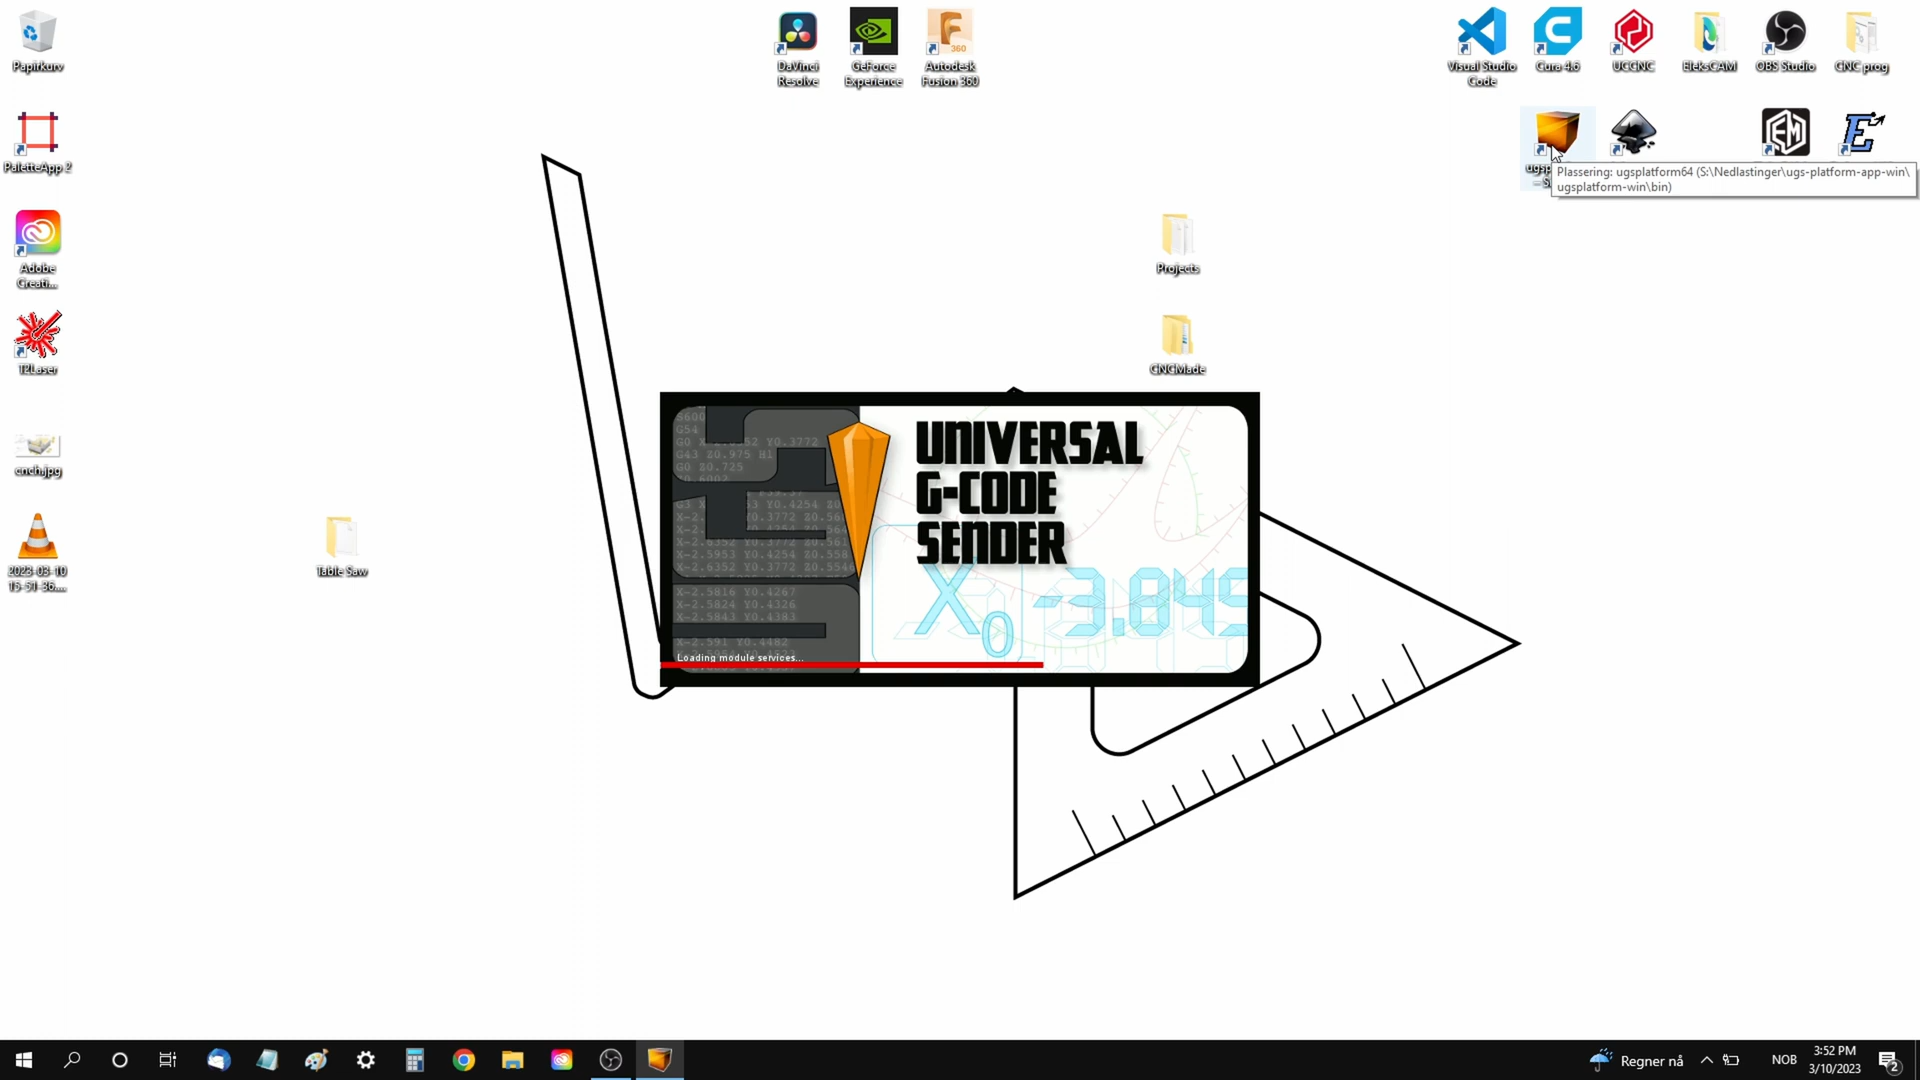 Papirkurv
DaVinci
Resolve
GeForce
Experience
Autodesk
Fusion 360
360
Visual Studio
Code
Cura 4.6
UCCNC
EleksCAM
OBS Studio
CNC prog
PaletteApp 2
Plassering: ugsplatform64 (S:\Nedlastinger\ugs-platform-app-win\
ugsplatform-win\bin)
Adobe
Creati...
Projects
T2Laser
CNCMade
cnch.jpg
2023-03-10
15-51-36....
Table Saw
UNIVERSAL
G-CODE
SENDER
S600
G54
G43 Z0.975 H1
G0 Z0.725
X-2.5953 Y0.4254 Z0.558
X-2.6352 Y0.3772 Z0.5546
X-2.5816 Y0.4267
X-2.5824 Y0.4326
X-2.5843 Y0.4383
X-2.591 Y0.4482
X0 -3.845
Loading module services...
Regner nå
NOB
3:52 PM
3/10/2023
2